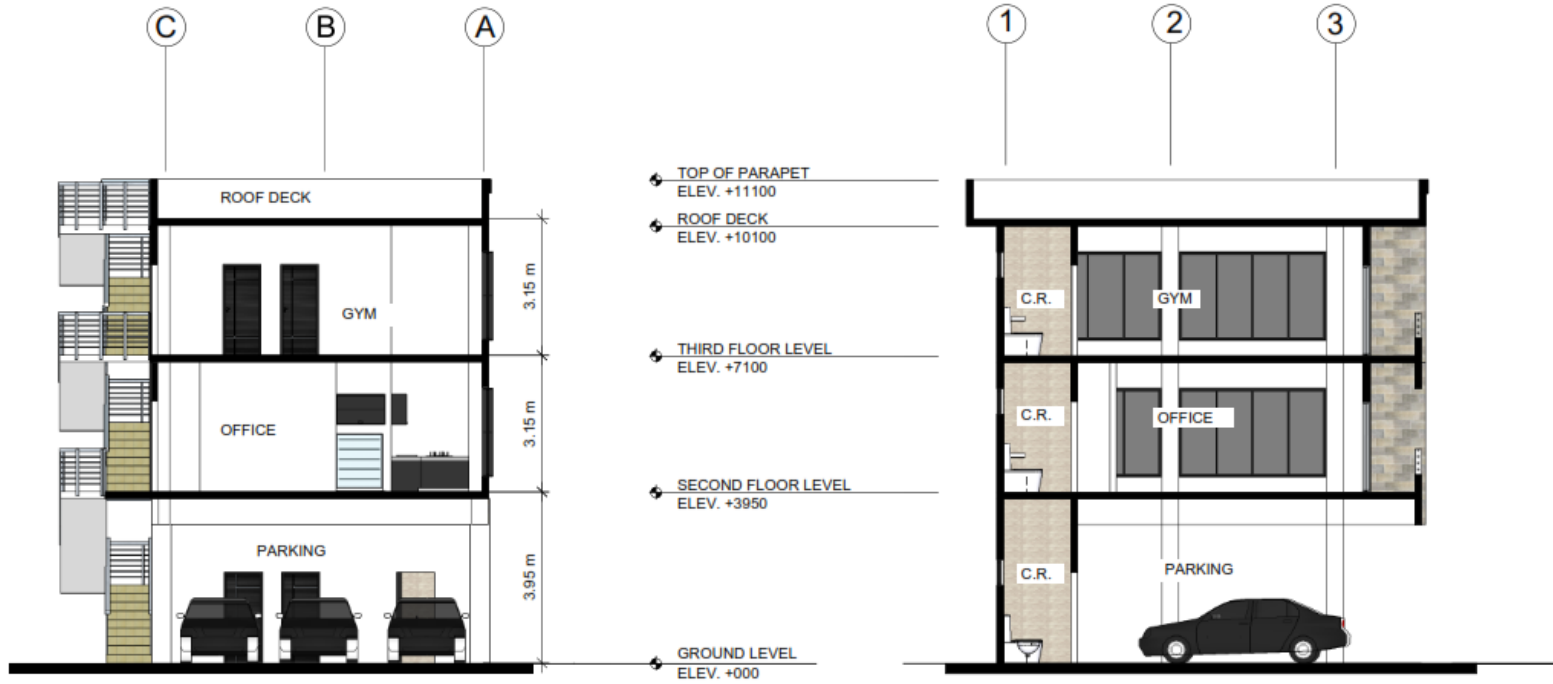 C
B
A
1
2
3
TOP OF PARAPET
ELEV. +11100
ROOF DECK
ROOF DECK
ELEV. +10100
3.15 m
GYM
C.R.
GYM
THIRD FLOOR LEVEL
ELEV. +7100
3.15 m
OFFICE
C.R.
OFFICE
SECOND FLOOR LEVEL
ELEV. +3950
3.95 m
PARKING
C.R.
PARKING
GROUND LEVEL
ELEV. +000